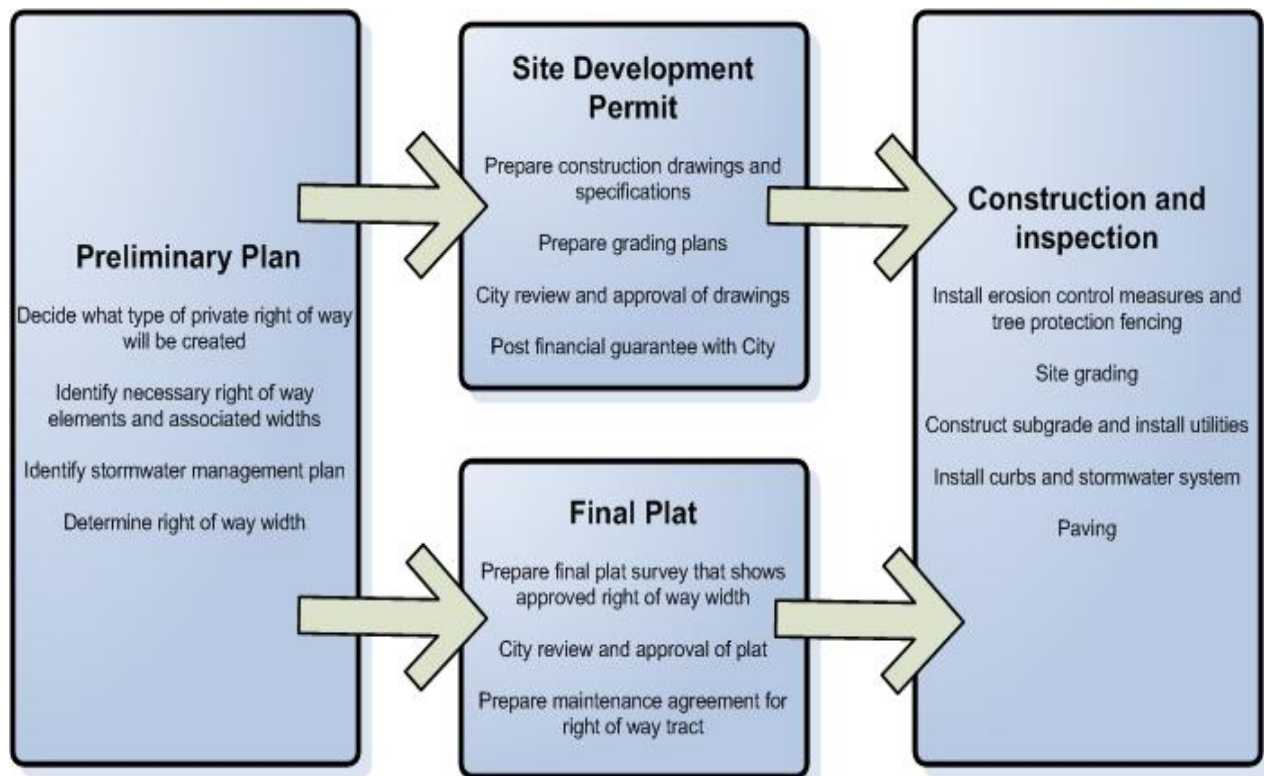 Preliminary Plan
Decide what type of private right of way
will be created
Identify necessary right of way
elements and associated widths
Identify stormwater management plan
Determine right of way width
Site Development
Permit
Prepare construction drawings and
specifications
Prepare grading plans
City review and approval of drawings
Post financial guarantee with City
Final Plat
Prepare final plat survey that shows
approved right of way width
City review and approval of plat
Prepare maintenance agreement for
right of way tract
Construction and
inspection
Install erosion control measures and
tree protection fencing
Site grading
Construct subgrade and install utilities
Install curbs and stormwater system
Paving